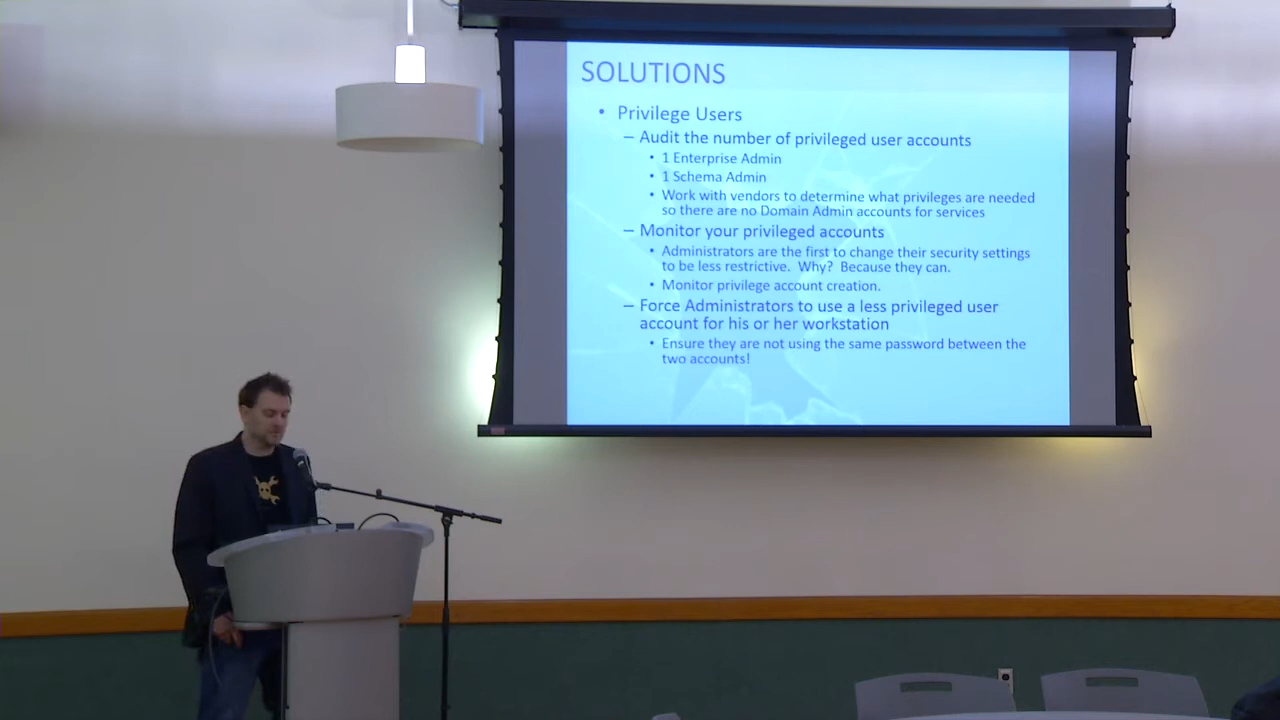 SOLUTIONS
• Privilege Users
– Audit the number of privileged user accounts
• 1 Enterprise Admin
• 1 Schema Admin
• Work with vendors to determine what privileges are needed
so there are no Domain Admin accounts for services
– Monitor your privileged accounts
• Administrators are the first to change their security settings
to be less restrictive. Why? Because they can.
• Monitor privilege account creation.
– Force Administrators to use a less privileged user
account for his or her workstation
• Ensure they are not using the same password between the
two accounts!